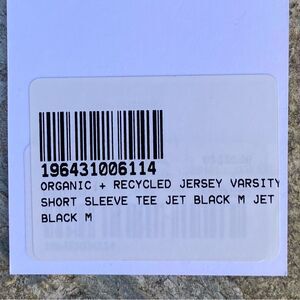 196431006114
ORGANIC + RECYCLED JERSEY VARSITY
SHORT SLEEVE TEE JET BLACK M JET
BLACK M